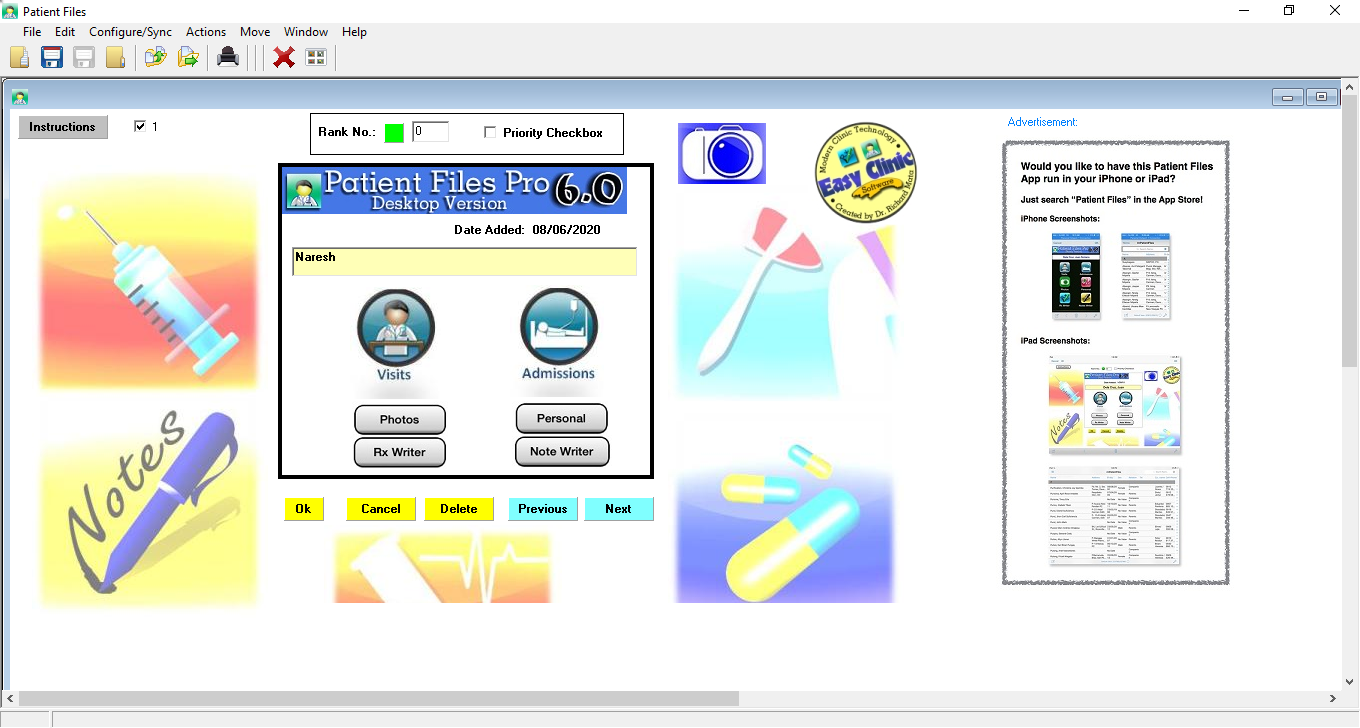 Patient Files
File Edit Configure/Sync Actions Move Window Help
Instructions
1
Rank No.: 0 Priority Checkbox
Patient Files Pro 6.0
Desktop Version
Date Added: 08/06/2020
Naresh
Visits
Admissions
Photos
Personal
Rx Writer
Note Writer
Ok Cancel Delete Previous Next
Notes
Modern Clinic Technology
Easy Clinic
Software
Created by Dr. Richard Mata
Advertisement:
Would you like to have this Patient Files
App run in your iPhone or iPad?
Just search “Patient Files” in the App Store!
iPhone Screenshots:
iPad Screenshots:
Notes